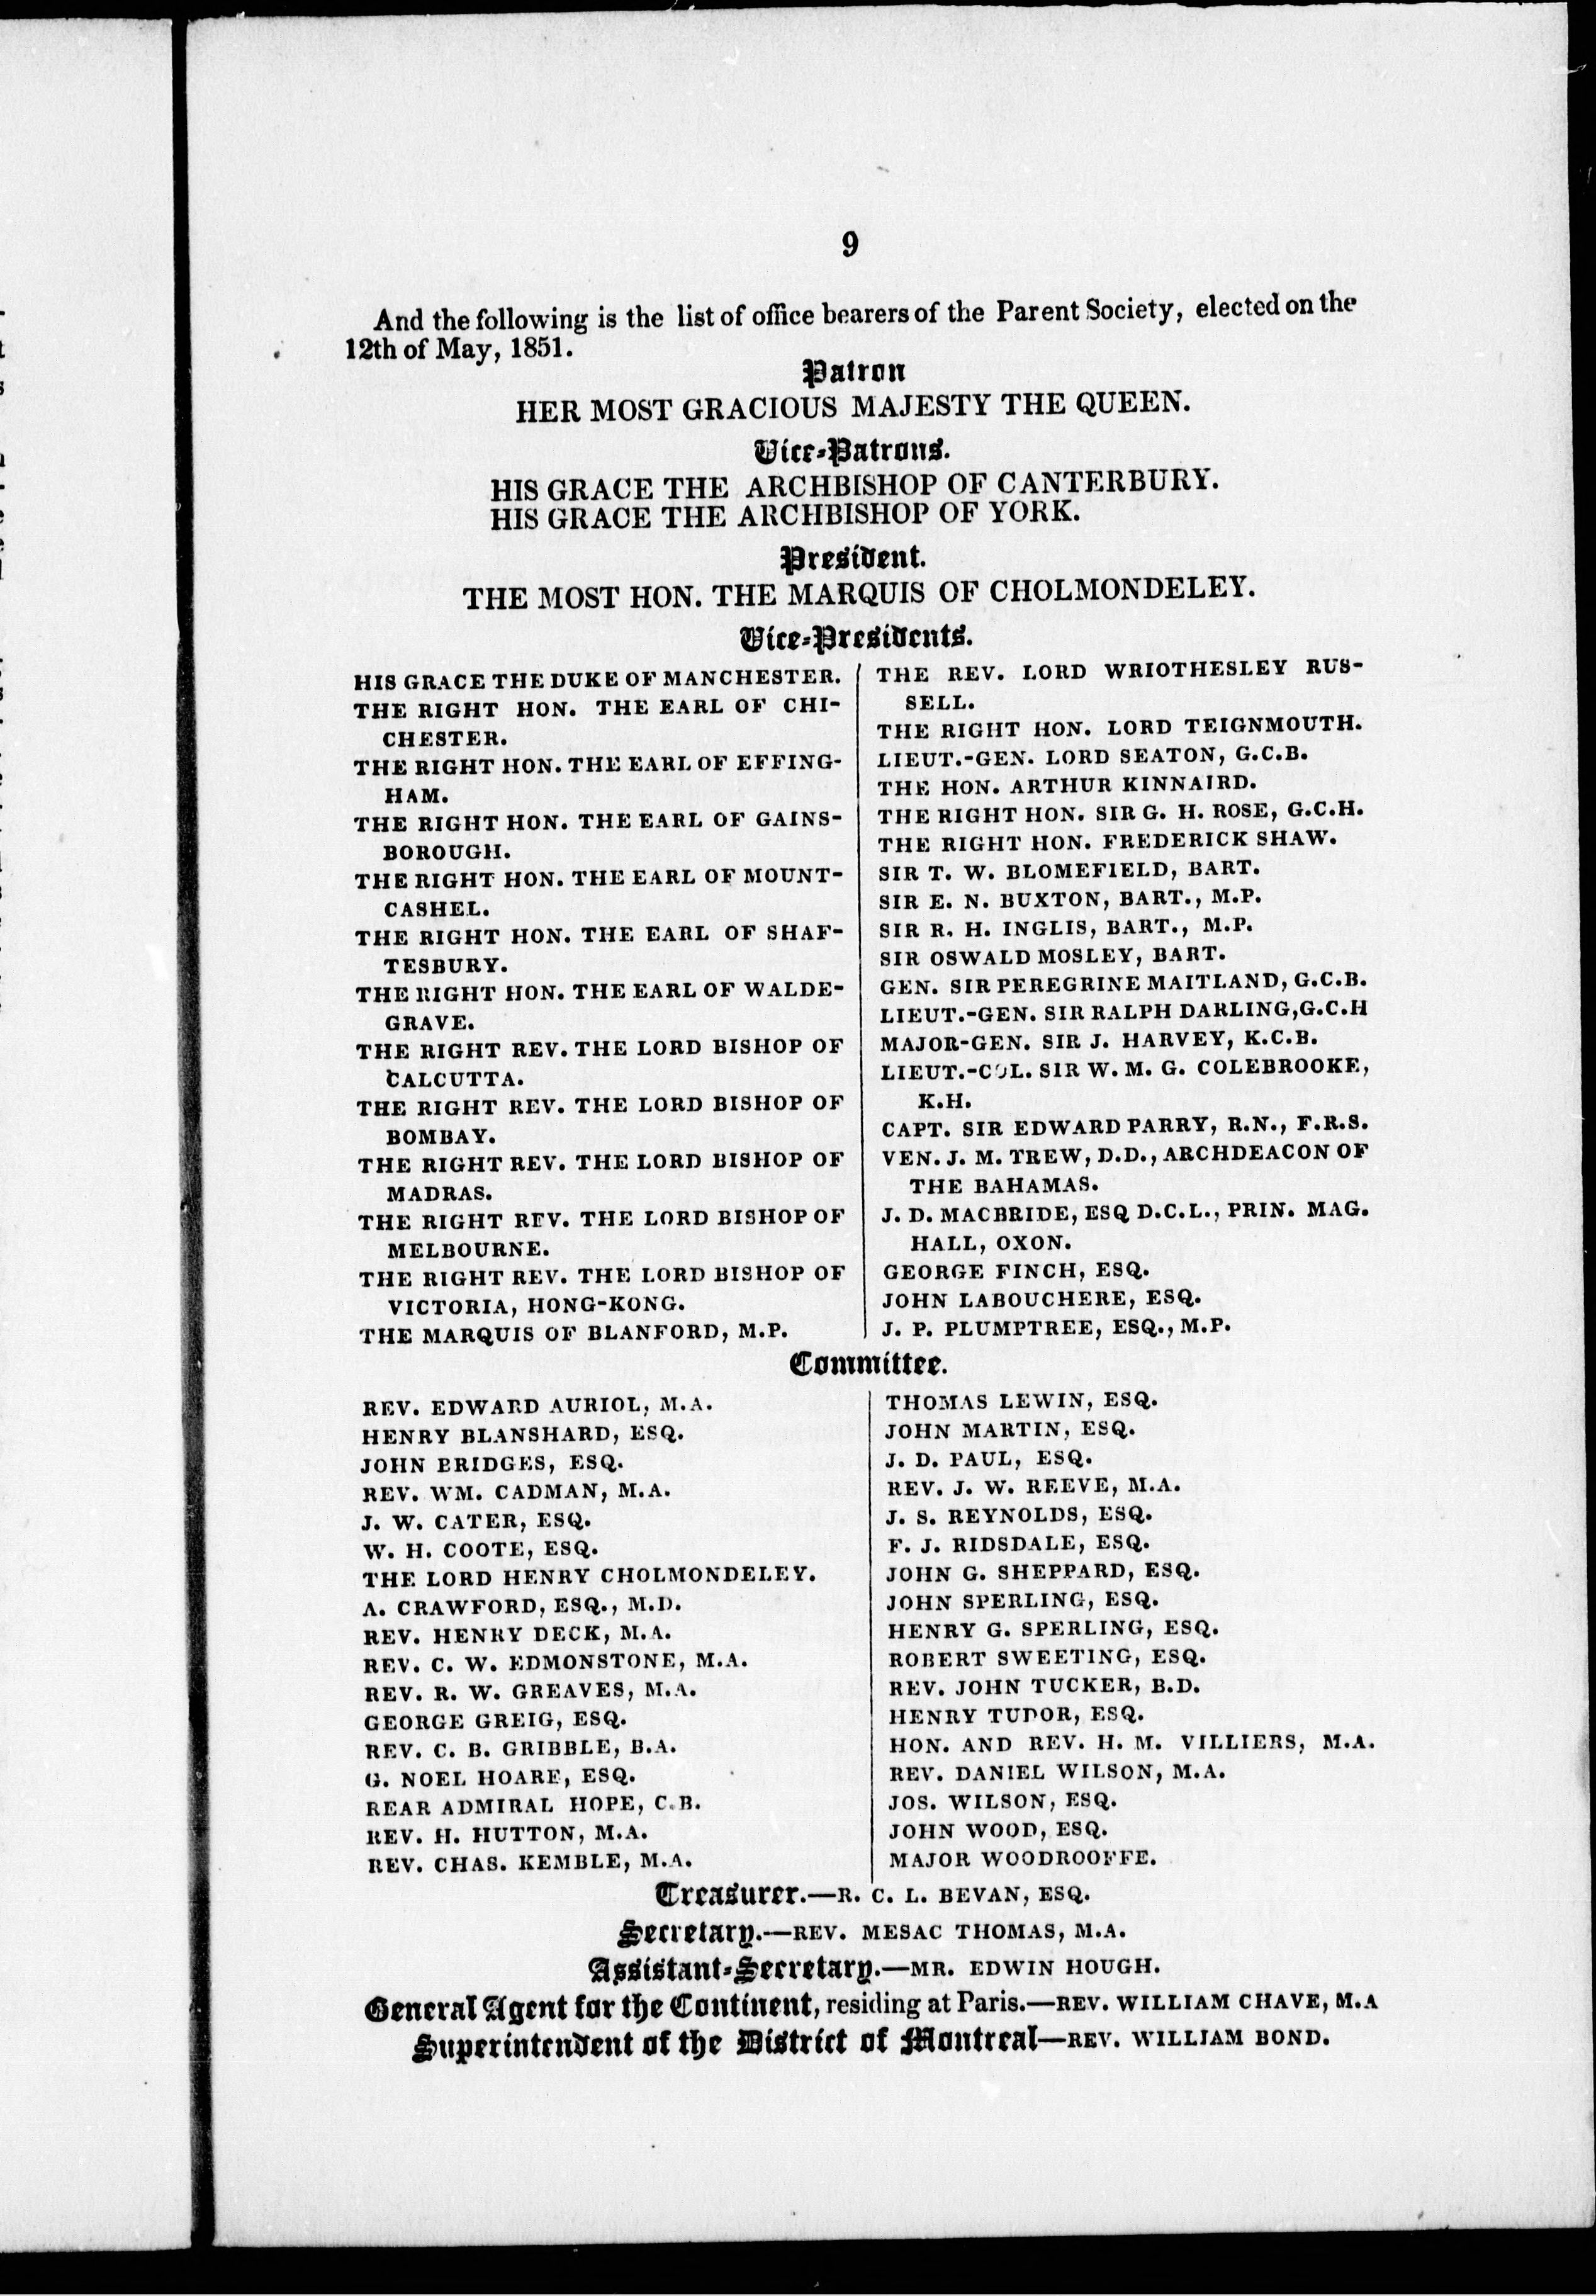 9
And the following is the list of office bearers of the Parent Society, elected on the
12th of May, 1851.
Patron
HER MOST GRACIOUS MAJESTY THE QUEEN.
Vice-Patrons.
HIS GRACE THE ARCHBISHOP OF CANTERBURY.
HIS GRACE THE ARCHBISHOP OF YORK.
President.
THE MOST HON. THE MARQUIS OF CHOLMONDELEY.
Vice-Presidents.
HIS GRACE THE DUKE OF MANCHESTER.
THE RIGHT HON. THE EARL OF CHI-
CHESTER.
THE RIGHT HON. THE EARL OF EFFING-
HAM.
THE RIGHT HON. THE EARL OF GAINS-
BOROUGH.
THE RIGHT HON. THE EARL OF MOUNT-
CASHEL.
THE RIGHT HON. THE EARL OF SHAF-
TESBURY.
THE RIGHT HON. THE EARL OF WALDE-
GRAVE.
THE RIGHT REV. THE LORD BISHOP OF
CALCUTTA.
THE RIGHT REV. THE LORD BISHOP OF
BOMBAY.
THE RIGHT REV. THE LORD BISHOP OF
MADRAS.
THE RIGHT REV. THE LORD BISHOP OF
MELBOURNE.
THE RIGHT REV. THE LORD BISHOP OF
VICTORIA, HONG-KONG.
THE MARQUIS OF BLANFORD, M.P.
THE REV. LORD WRIOTHESLEY RUS-
SELL.
THE RIGHT HON. LORD TEIGNMOUTH.
LIEUT.-GEN. LORD SEATON, G.C.B.
THE HON. ARTHUR KINNAIRD.
THE RIGHT HON. SIR G. H. ROSE, G.C.H.
THE RIGHT HON. FREDERICK SHAW.
SIR T. W. BLOMEFIELD, BART.
SIR E. N. BUXTON, BART., M.P.
SIR R. H. INGLIS, BART., M.P.
SIR OSWALD MOSLEY, BART.
GEN. SIR PEREGRINE MAITLAND, G.C.B.
LIEUT.-GEN. SIR RALPH DARLING, G.C.H
MAJOR-GEN. SIR J. HARVEY, K.C.B.
LIEUT.-COL. SIR W. M. G. COLEBROOKE,
K.H.
CAPT. SIR EDWARD PARRY, R.N., F.R.S.
VEN. J. M. TREW, D.D., ARCHDEACON OF
THE BAHAMAS.
J. D. MACBRIDE, ESQ D.C.L., PRIN. MAG.
HALL, OXON.
GEORGE FINCH, ESQ.
JOHN LABOUCHERE, ESQ.
J. P. PLUMPTREE, ESQ., M.P.
Committee.
REV. EDWARD AURIOL, M.A.
HENRY BLANSHARD, ESQ.
JOHN BRIDGES, ESQ.
REV. WM. CADMAN, M.A.
J. W. CATER, ESQ.
W. H. COOTE, ESQ.
THE LORD HENRY CHOLMONDELEY.
A. CRAWFORD, ESQ., M.D.
REV. HENRY DECK, M.A.
REV. C. W. EDMONSTONE, M.A.
REV. R. W. GREAVES, M.A.
GEORGE GREIG, ESQ.
REV. C. B. GRIBBLE, B.A.
G. NOEL HOARE, ESQ.
REAR ADMIRAL HOPE, C.B.
REV. H. HUTTON, M.A.
REV. CHAS. KEMBLE, M.A.
THOMAS LEWIN, ESQ.
JOHN MARTIN, ESQ.
J. D. PAUL, ESQ.
REV. J. W. REEVE, M.A.
J. S. REYNOLDS, ESQ.
F. J. RIDSDALE, ESQ.
JOHN G. SHEPPARD, ESQ.
JOHN SPERLING, ESQ.
HENRY G. SPERLING, ESQ.
ROBERT SWEETING, ESQ.
REV. JOHN TUCKER, B.D.
HENRY TUDOR, ESQ.
HON. AND REV. H. M. VILLIERS, M.A.
REV. DANIEL WILSON, M.A.
JOS. WILSON, ESQ.
JOHN WOOD, ESQ.
MAJOR WOODROOFFE.
Treasurer.—R. C. L. BEVAN, ESQ.
Secretary.—REV. MESAC THOMAS, M.A.
Assistant-Secretary.—MR. EDWIN HOUGH.
General Agent for the Continent, residing at Paris.—REV. WILLIAM CHAVE, M.A
Superintendent of the District of Montreal—REV. WILLIAM BOND.